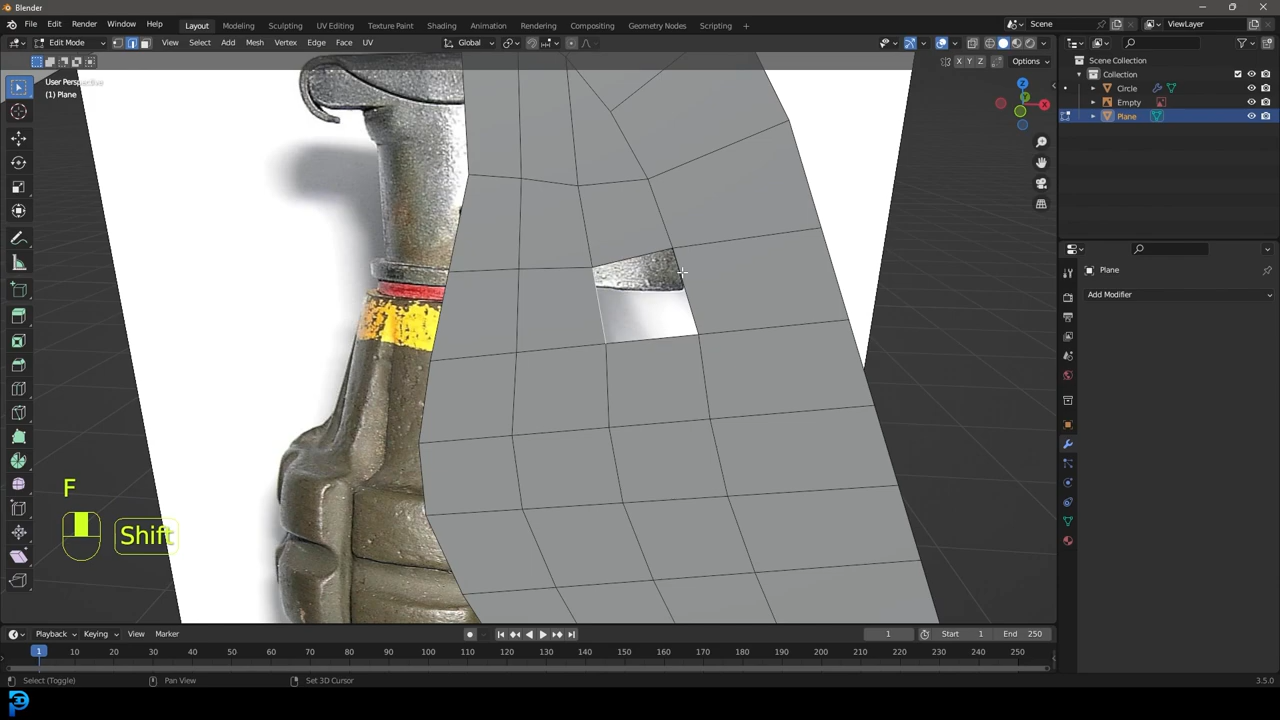 Blender
File Edit Render Window Help Layout Modeling Sculpting UV Editing Texture Paint Shading Animation Rendering Compositing Geometry Nodes Scripting + Scene ViewLayer
Edit Mode View Select Add Mesh Vertex Edge Face UV Global
X Y Z Options
User Perspective
(1) Plane
Z
X
Y
Scene Collection
Collection
Circle
Empty
Plane
Plane
Add Modifier
F
Shift
Playback Keying View Marker 1 Start 1 End 250
1 10 20 30 40 50 60 70 80 90 100 110 120 130 140 150 160 170 180 190 200 210 220 230 240 250
Select (Toggle) Pan View Set 3D Cursor 3.5.0